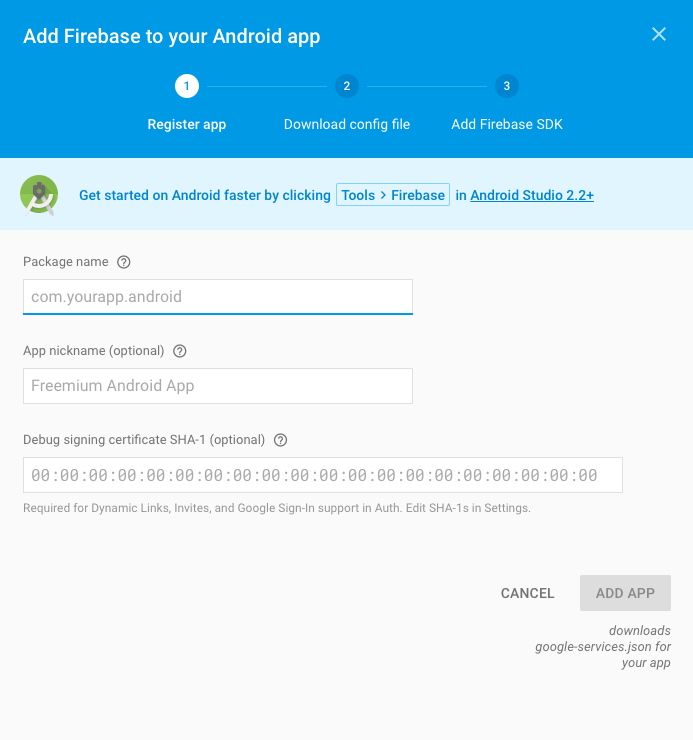 Add Firebase to your Android app
1
2
3
Register app
Download config file
Add Firebase SDK
Get started on Android faster by clicking Tools > Firebase in Android Studio 2.2+
Package name ?
com.yourapp.android
App nickname (optional) ?
Freemium Android App
Debug signing certificate SHA-1 (optional) ?
00:00:00:00:00:00:00:00:00:00:00:00:00:00:00:00:00:00:00:00
Required for Dynamic Links, Invites, and Google Sign-In support in Auth. Edit SHA-1s in Settings.
CANCEL
ADD APP
downloads
google-services.json for
your app